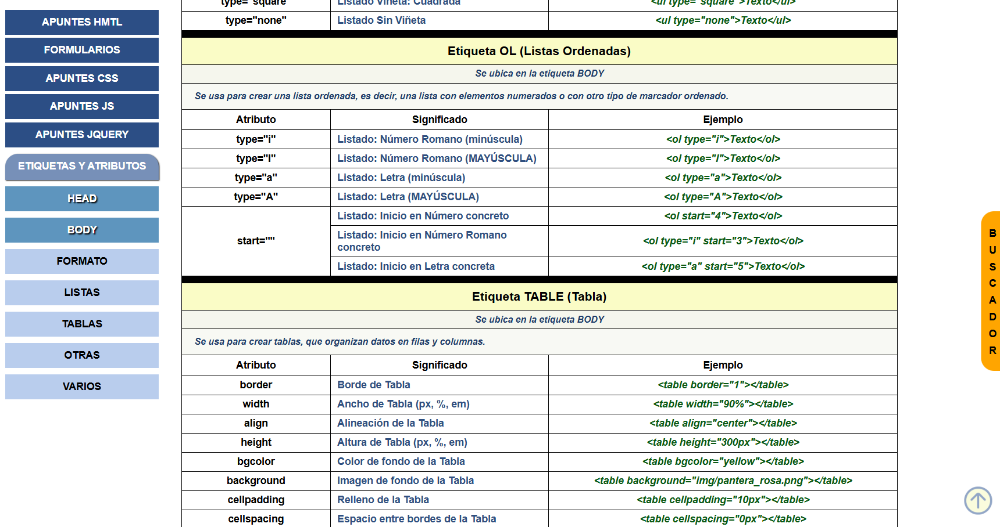 APUNTES HMTL
FORMULARIOS
APUNTES CSS
APUNTES JS
APUNTES JQUERY
ETIQUETAS Y ATRIBUTOS
HEAD
BODY
FORMATO
LISTAS
TABLAS
OTRAS
VARIOS
type="square" Listado Viñeta: Cuadrada <ul type="square">Texto</ul>
type="none" Listado Sin Viñeta <ul type="none">Texto</ul>
Etiqueta OL (Listas Ordenadas)
Se ubica en la etiqueta BODY
Se usa para crear una lista ordenada, es decir, una lista con elementos numerados o con otro tipo de marcador ordenado.
Atributo Significado Ejemplo
type="i" Listado: Número Romano (minúscula) <ol type="i">Texto</ol>
type="I" Listado: Número Romano (MAYÚSCULA) <ol type="I">Texto</ol>
type="a" Listado: Letra (minúscula) <ol type="a">Texto</ol>
type="A" Listado: Letra (MAYÚSCULA) <ol type="A">Texto</ol>
start="" Listado: Inicio en Número concreto <ol start="4">Texto</ol>
Listado: Inicio en Número Romano
concreto <ol type="i" start="3">Texto</ol>
Listado: Inicio en Letra concreta <ol type="a" start="5">Texto</ol>
Etiqueta TABLE (Tabla)
Se ubica en la etiqueta BODY
Se usa para crear tablas, que organizan datos en filas y columnas.
Atributo Significado Ejemplo
border Borde de Tabla <table border="1"></table>
width Ancho de Tabla (px, %, em) <table width="90%"></table>
align Alineación de la Tabla <table align="center"></table>
height Altura de Tabla (px, %, em) <table height="300px"></table>
bgcolor Color de fondo de la Tabla <table bgcolor="yellow"></table>
background Imagen de fondo de la Tabla <table background="img/pantera_rosa.png"></table>
cellpadding Relleno de la Tabla <table cellpadding="10px"></table>
cellspacing Espacio entre bordes de la Tabla <table cellspacing="0px"></table>
BUSCADOR